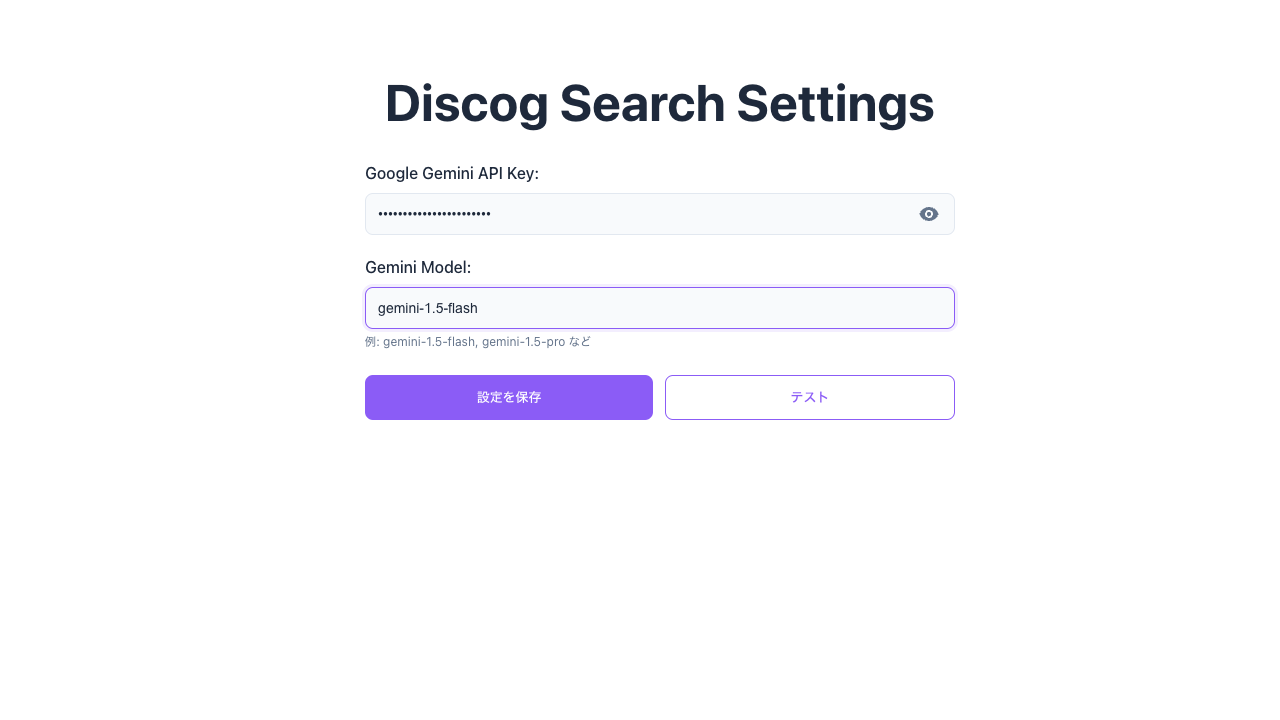 Discog Search Settings
Google Gemini API Key:
•••••••••••••••••••••••
Gemini Model:
gemini-1.5-flash
例: gemini-1.5-flash, gemini-1.5-pro など
設定を保存
テスト